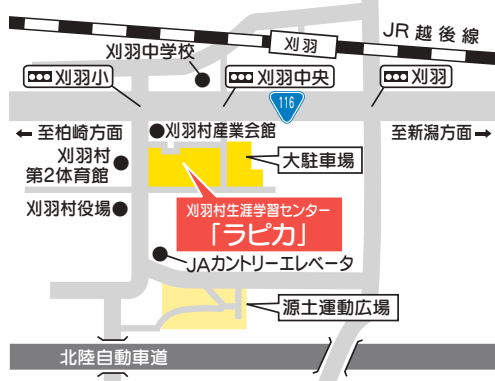 JR越後線
刈羽
刈羽中学校
刈羽小
刈羽中央
刈羽
116
← 至柏崎方面
刈羽村産業会館
至新潟方面 →
刈羽村
第2体育館
大駐車場
刈羽村役場
刈羽村生涯学習センター
「ラピカ」
JAカントリーエレベータ
源土運動広場
北陸自動車道